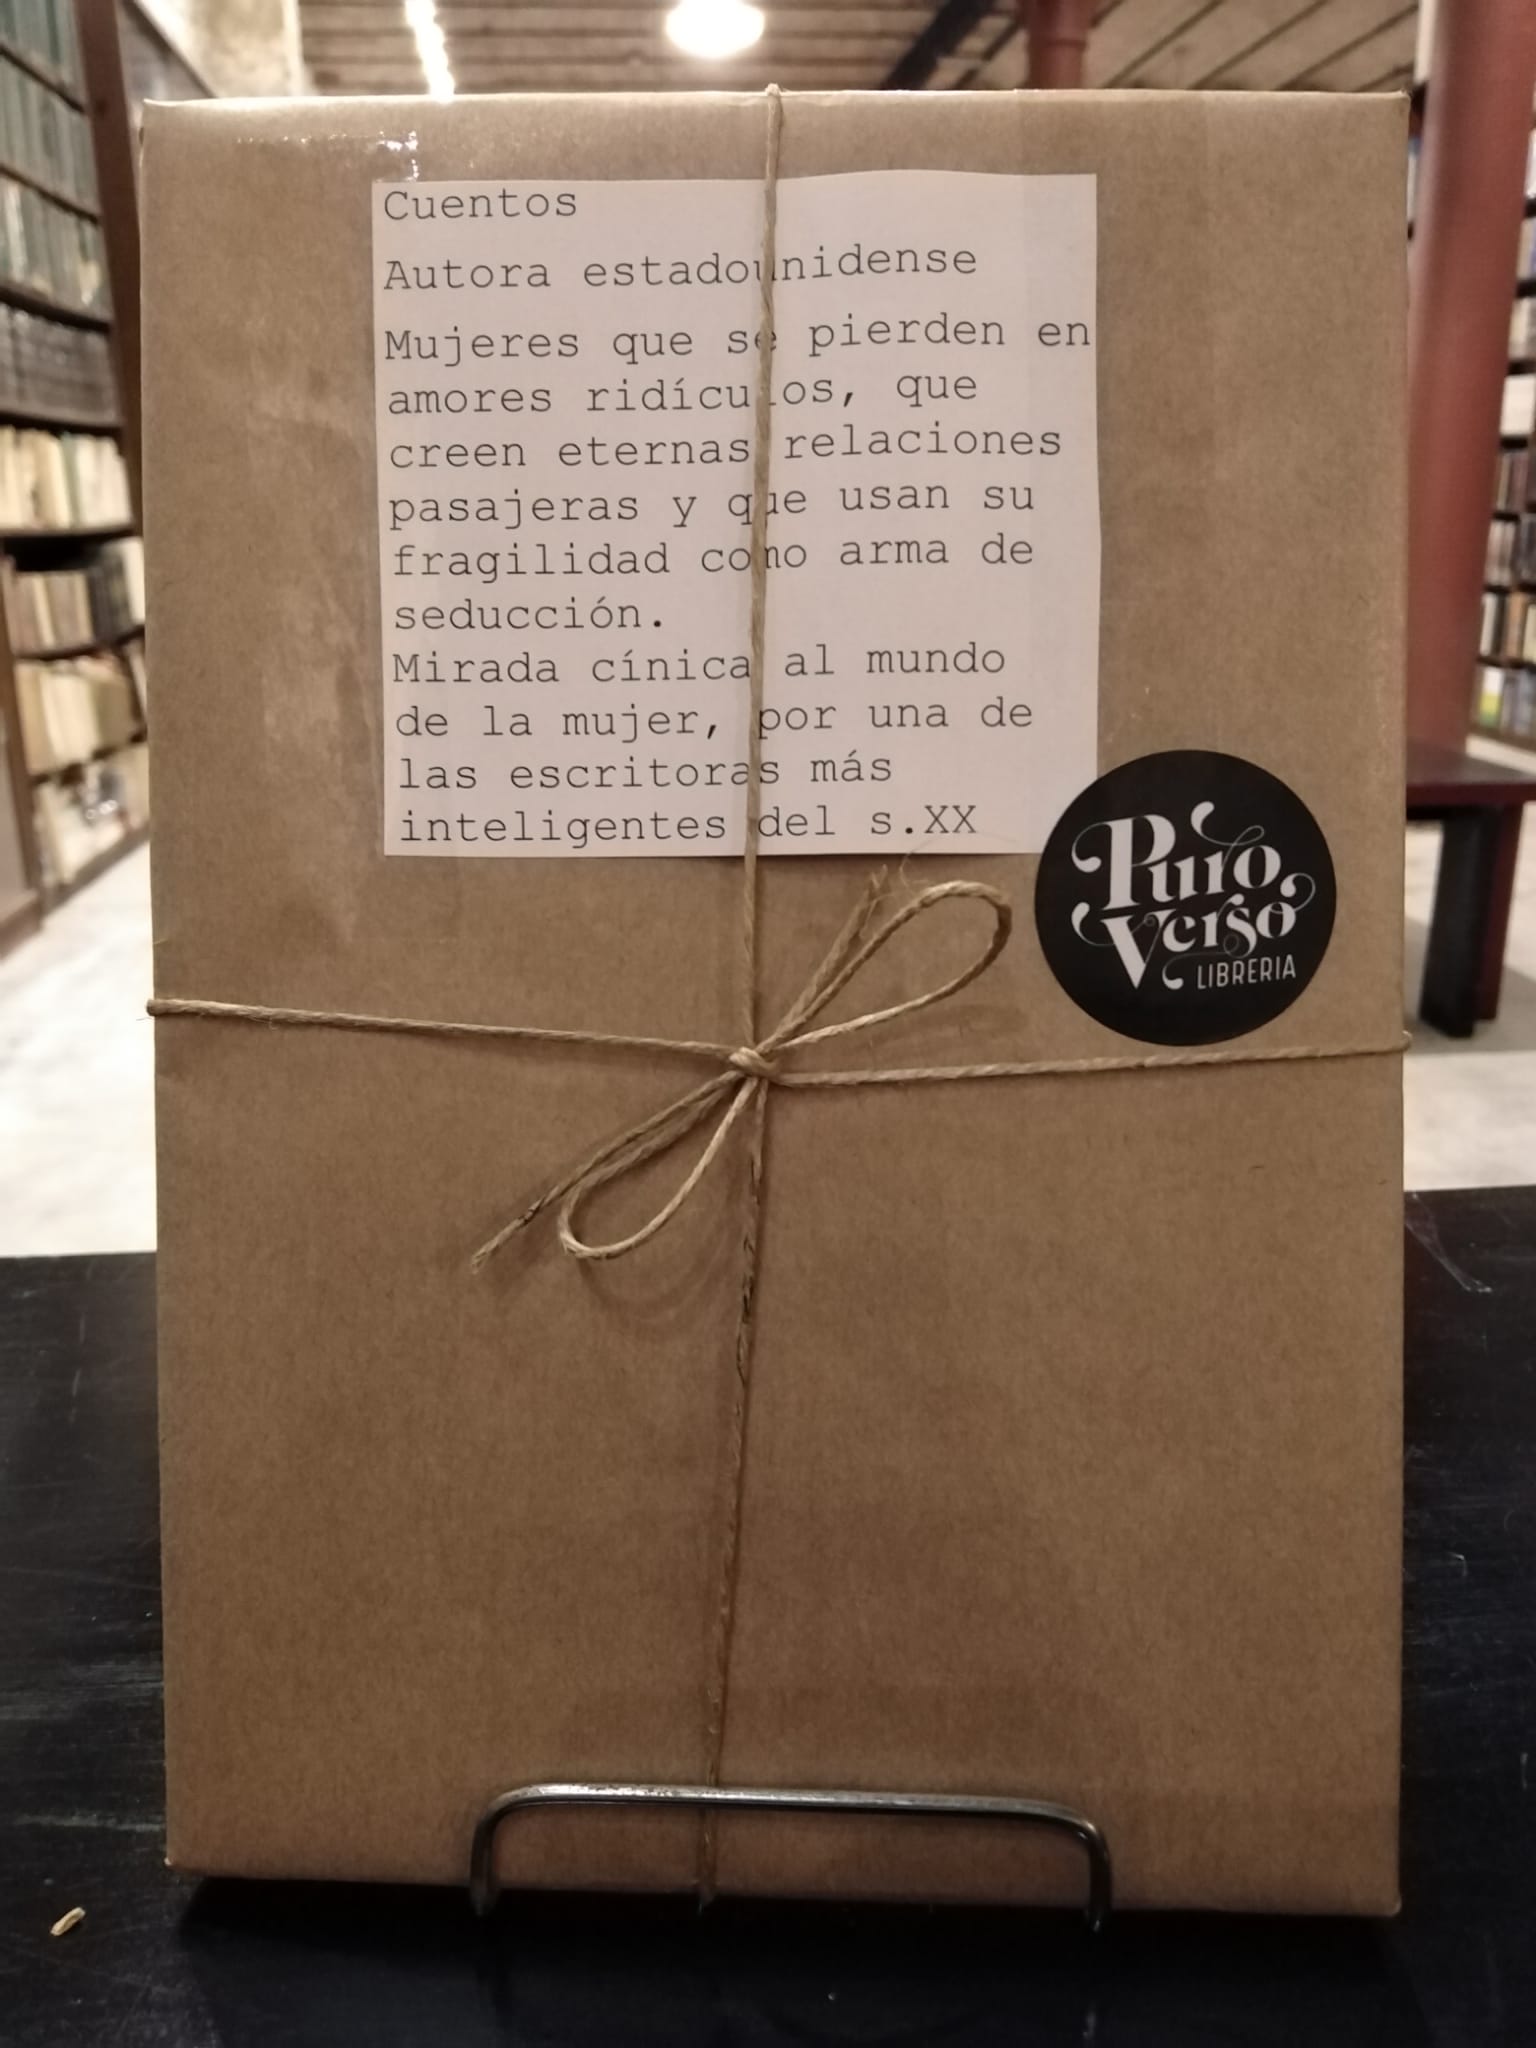 Cuentos
Autora estadounidense
Mujeres que se pierden en
amores ridículos, que
creen eternas relaciones
pasajeras y que usan su
fragilidad como arma de
seducción.
Mirada cínica al mundo
de la mujer, por una de
las escritoras más
inteligentes del s.XX
Puro
Verso
LIBRERIA